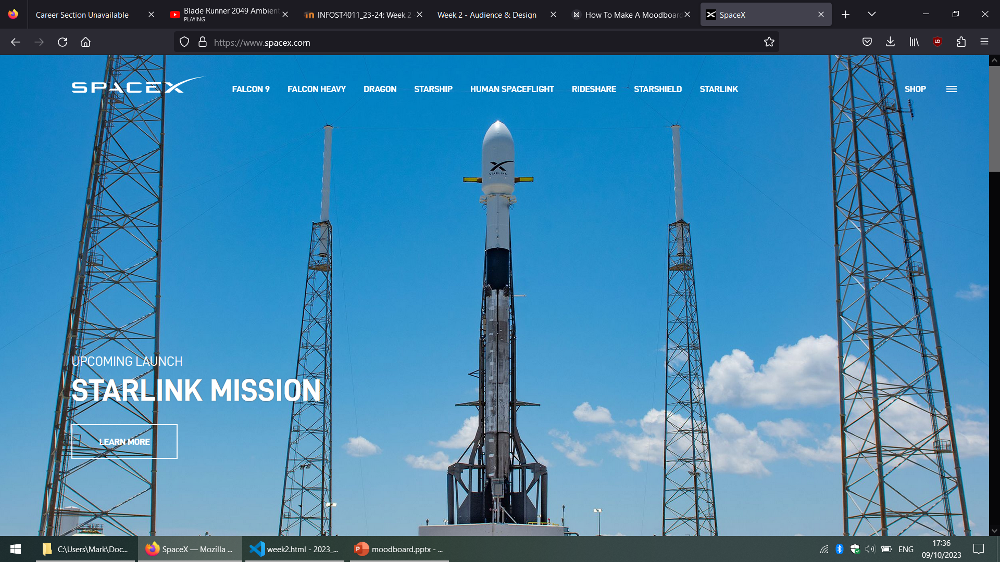 Career Section Unavailable
Blade Runner 2049 Ambient
PLAYING
INFOST4011_23-24: Week 2
Week 2 - Audience & Design
How To Make A Moodboard
SpaceX
https://www.spacex.com
SPACEX
FALCON 9
FALCON HEAVY
DRAGON
STARSHIP
HUMAN SPACEFLIGHT
RIDESHARE
STARSHIELD
STARLINK
SHOP
STARLINK
UPCOMING LAUNCH
STARLINK MISSION
LEARN MORE
C:\Users\Mark\Doc...
SpaceX — Mozilla ...
week2.html - 2023_...
moodboard.pptx - ...
ENG
17:36
09/10/2023